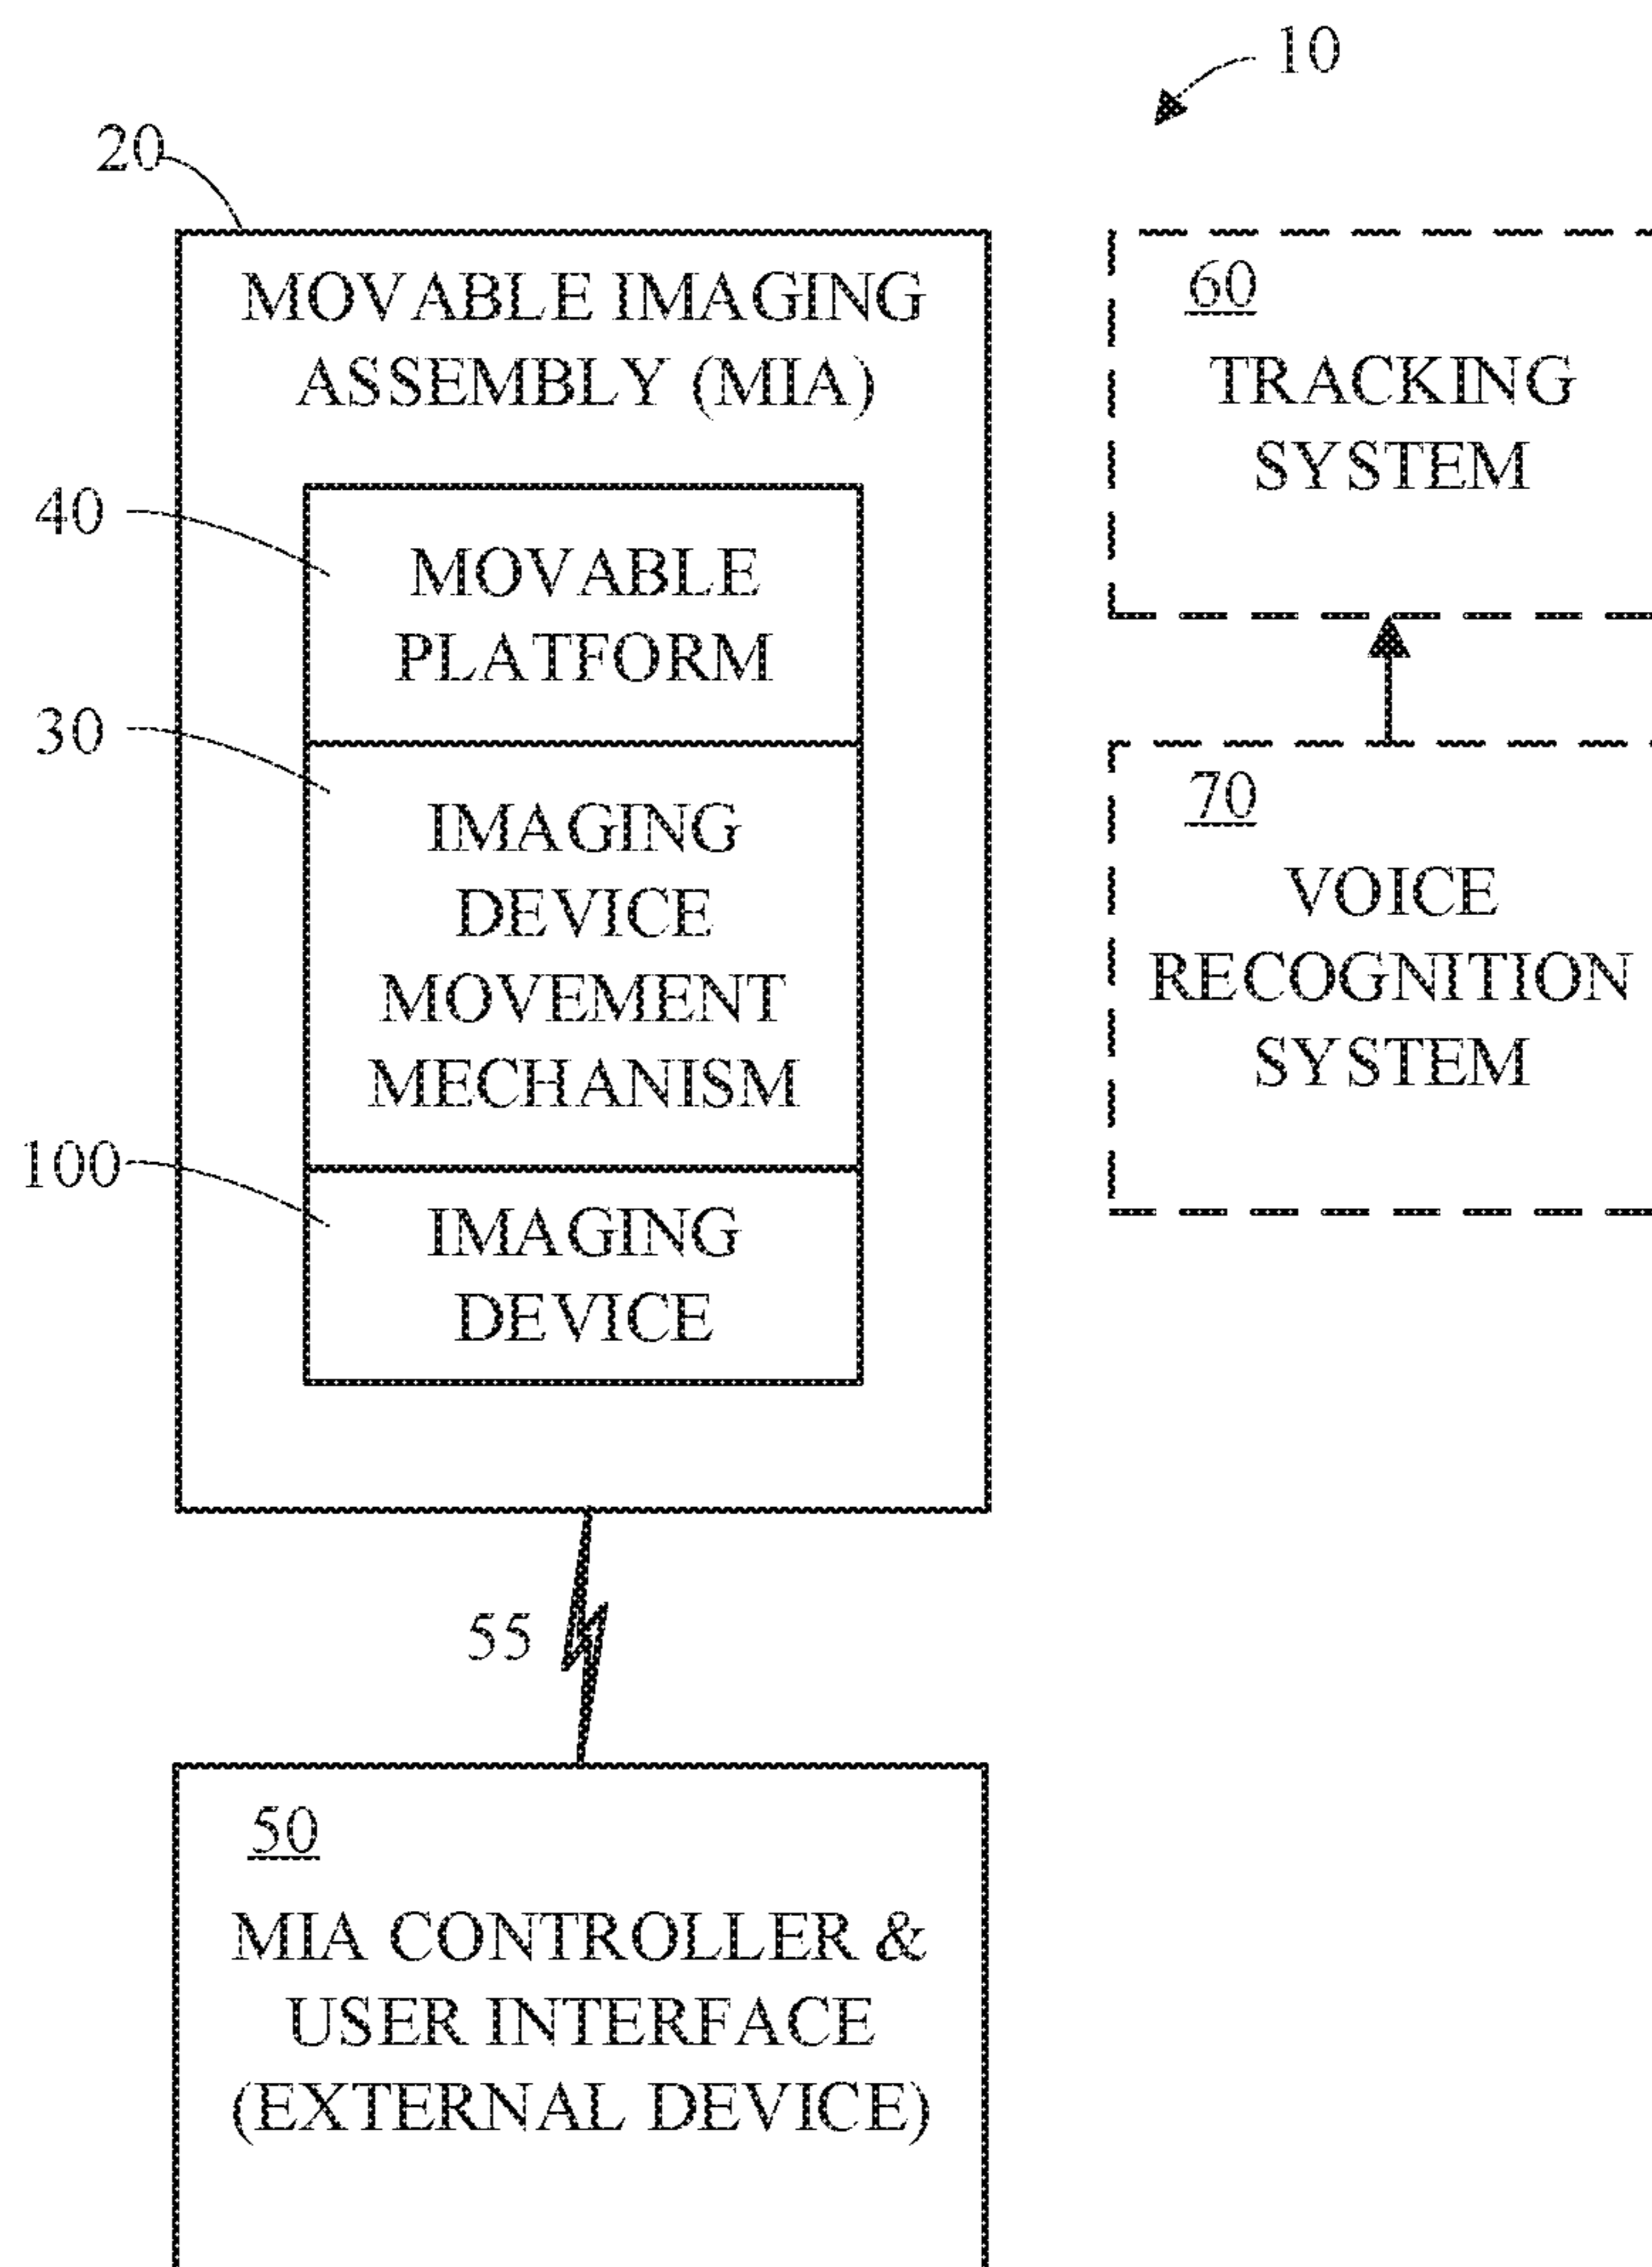 10
20
MOVABLE IMAGING
ASSEMBLY (MIA)
40
MOVABLE
PLATFORM
30
IMAGING
DEVICE
MOVEMENT
MECHANISM
100
IMAGING
DEVICE
60
TRACKING
SYSTEM
70
VOICE
RECOGNITION
SYSTEM
55
50
MIA CONTROLLER &
USER INTERFACE
(EXTERNAL DEVICE)